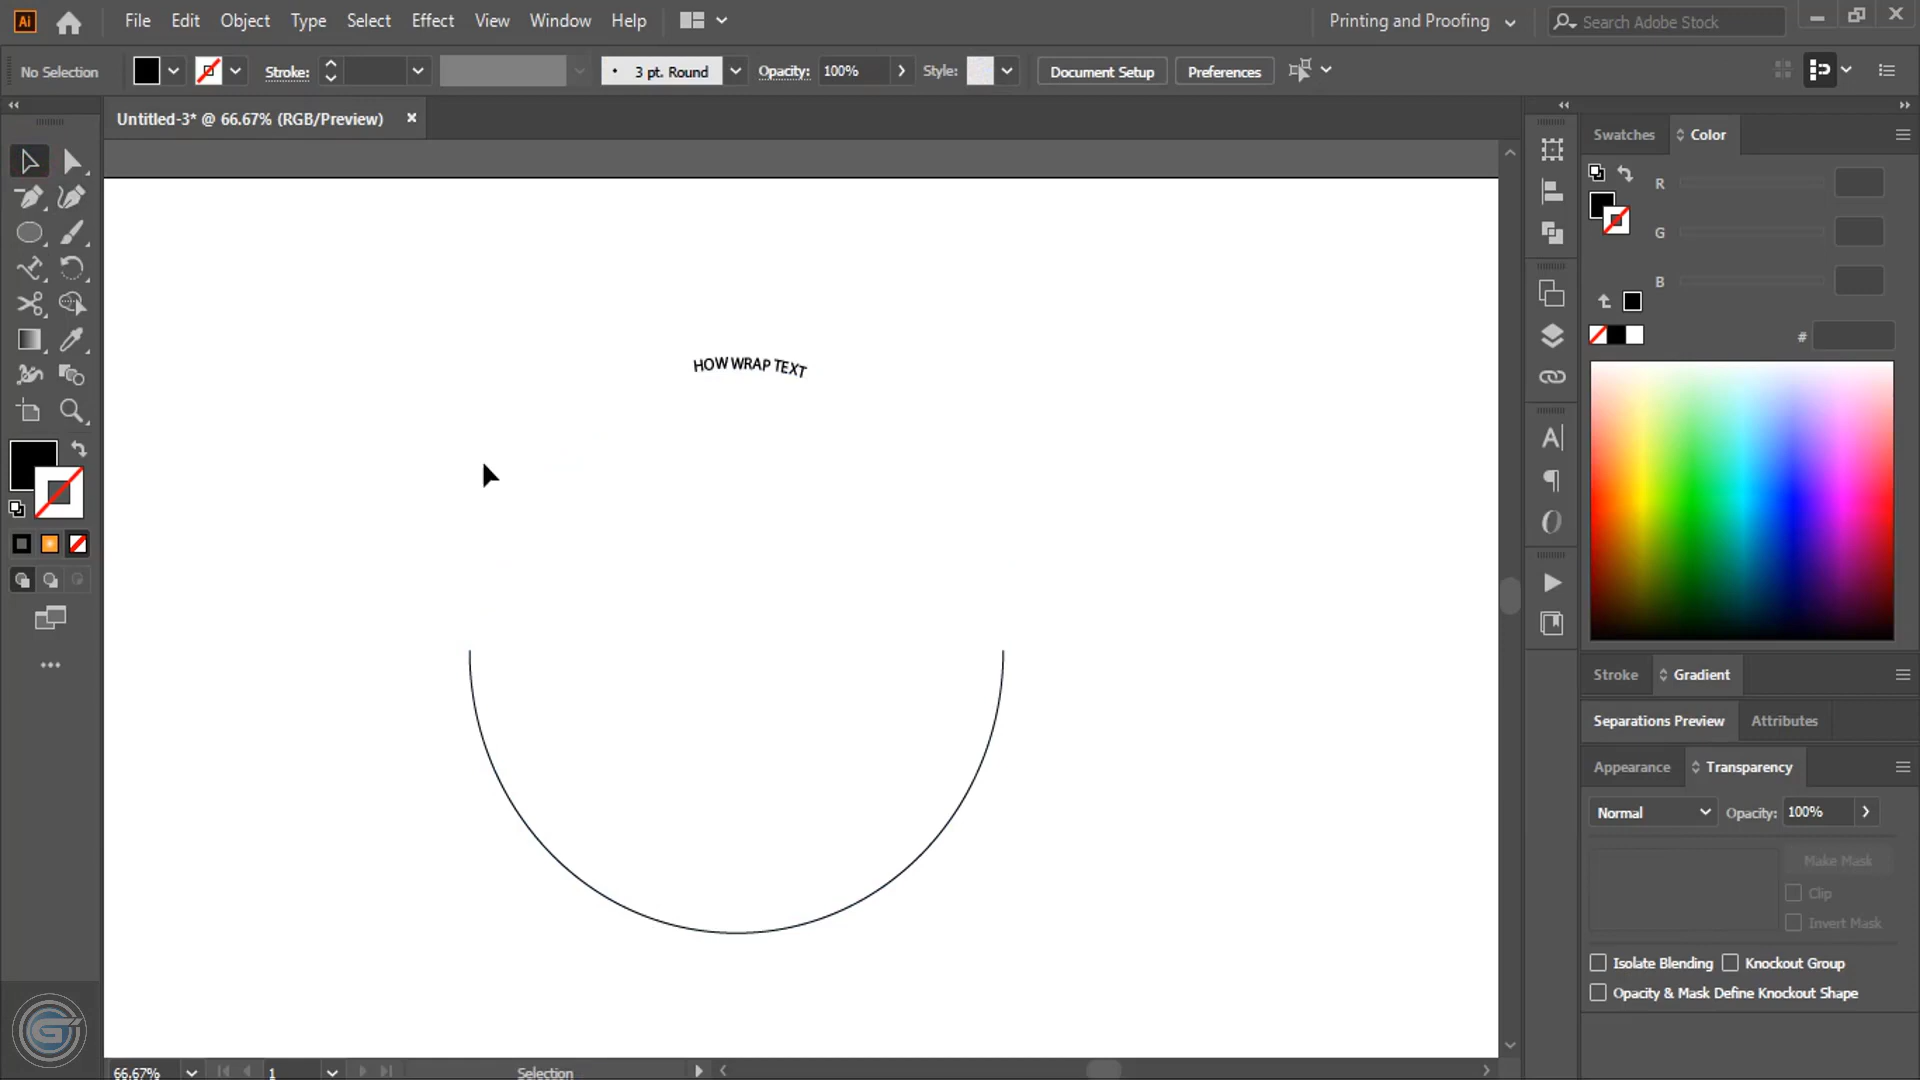 Ai File Edit Object Type Select Effect View Window Help Printing and Proofing Search Adobe Stock
No Selection Stroke: 3 pt. Round Opacity: 100% Style: Document Setup Preferences
Untitled-3* @ 66.67% (RGB/Preview)
Swatches Color
R
G
B
#
HOW WRAP TEXT
Stroke Gradient
Separations Preview Attributes
Appearance Transparency
Normal Opacity: 100%
Make Mask
Clip
Invert Mask
Isolate Blending Knockout Group
Opacity & Mask Define Knockout Shape
66.67% 1 Selection